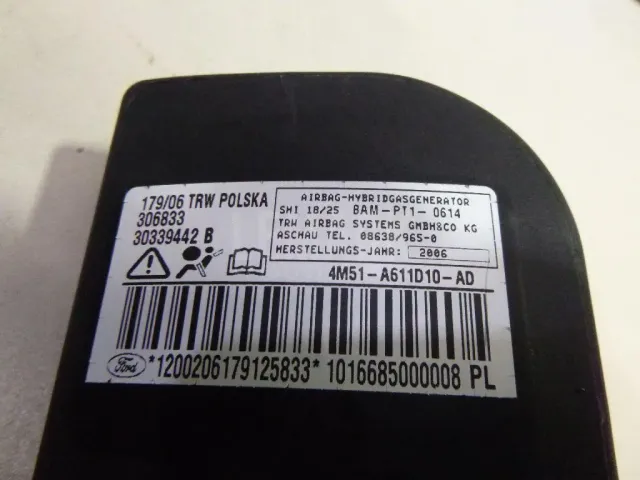 179/06 TRW POLSKA
306833
30339442 B
AIRBAG-HYBRIDGASGENERATOR
SHI 18/25 BAM-PT1-0614
TRW AIRBAG SYSTEMS GMBH&CO KG
ASCHAU TEL. 08638/965-0
HERSTELLUNGS-JAHR: 2006
4M51-A611D10-AD
Ford *1200206179125833* 1016685000008 PL